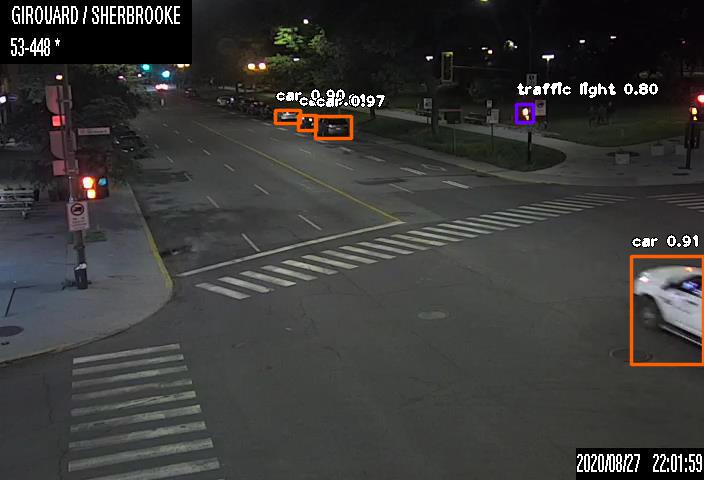 GIROUARD / SHERBROOKE
53-448 *
traffic light 0.80
car 0.90
car 0.97
car 0.91
2020/08/27 22:01:59